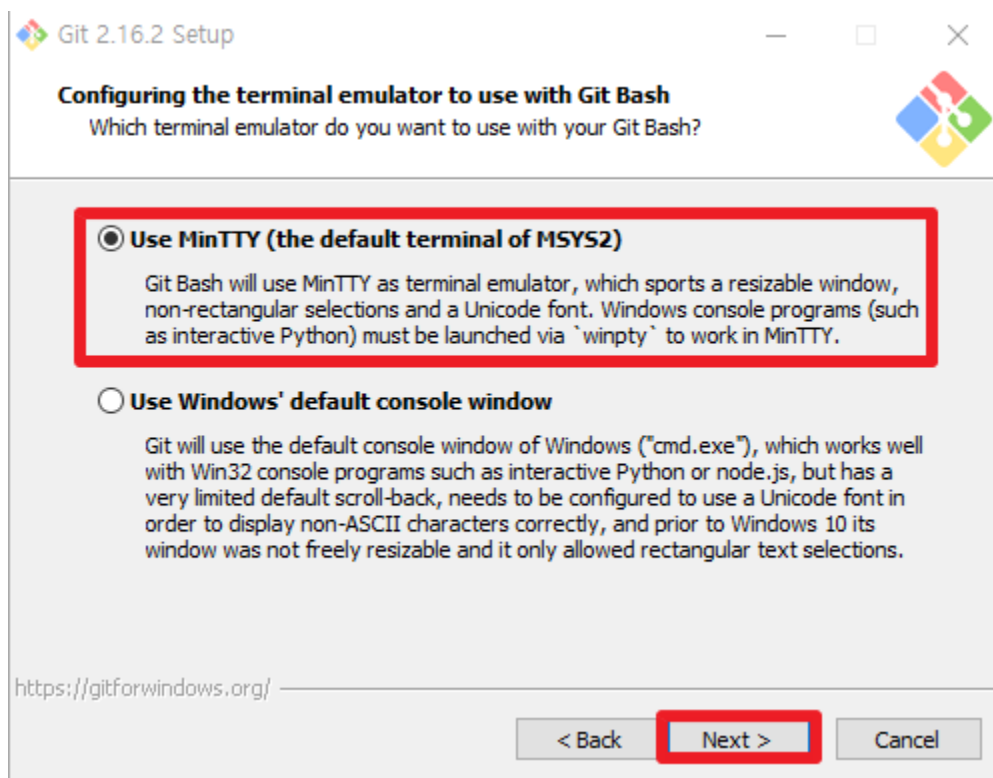 Git 2.16.2 Setup
Configuring the terminal emulator to use with Git Bash
Which terminal emulator do you want to use with your Git Bash?
Use MinTTY (the default terminal of MSYS2)
Git Bash will use MinTTY as terminal emulator, which sports a resizable window,
non-rectangular selections and a Unicode font. Windows console programs (such
as interactive Python) must be launched via `winpty` to work in MinTTY.
Use Windows' default console window
Git will use the default console window of Windows ("cmd.exe"), which works well
with Win32 console programs such as interactive Python or node.js, but has a
very limited default scroll-back, needs to be configured to use a Unicode font in
order to display non-ASCII characters correctly, and prior to Windows 10 its
window was not freely resizable and it only allowed rectangular text selections.
https://gitforwindows.org/
< Back Next > Cancel